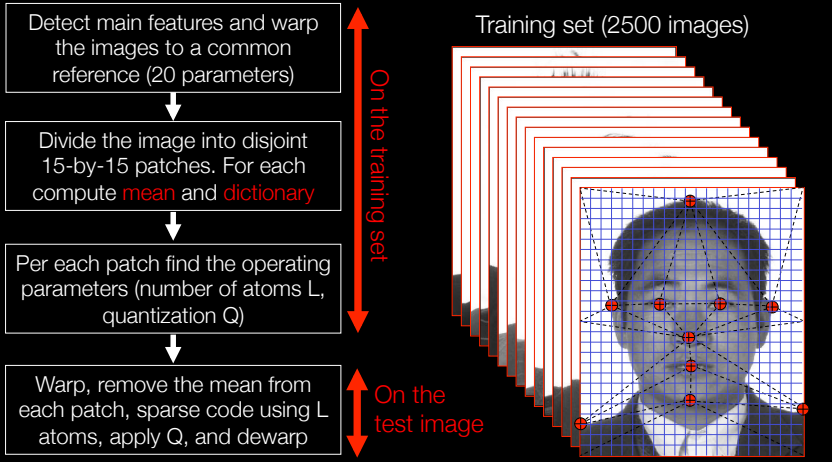 Detect main features and warp
the images to a common
reference (20 parameters)
Divide the image into disjoint
15-by-15 patches. For each
compute mean and dictionary
Per each patch find the operating
parameters (number of atoms L,
quantization Q)
On the training set
Warp, remove the mean from
each patch, sparse code using L
atoms, apply Q, and dewarp
On the
test image
Training set (2500 images)